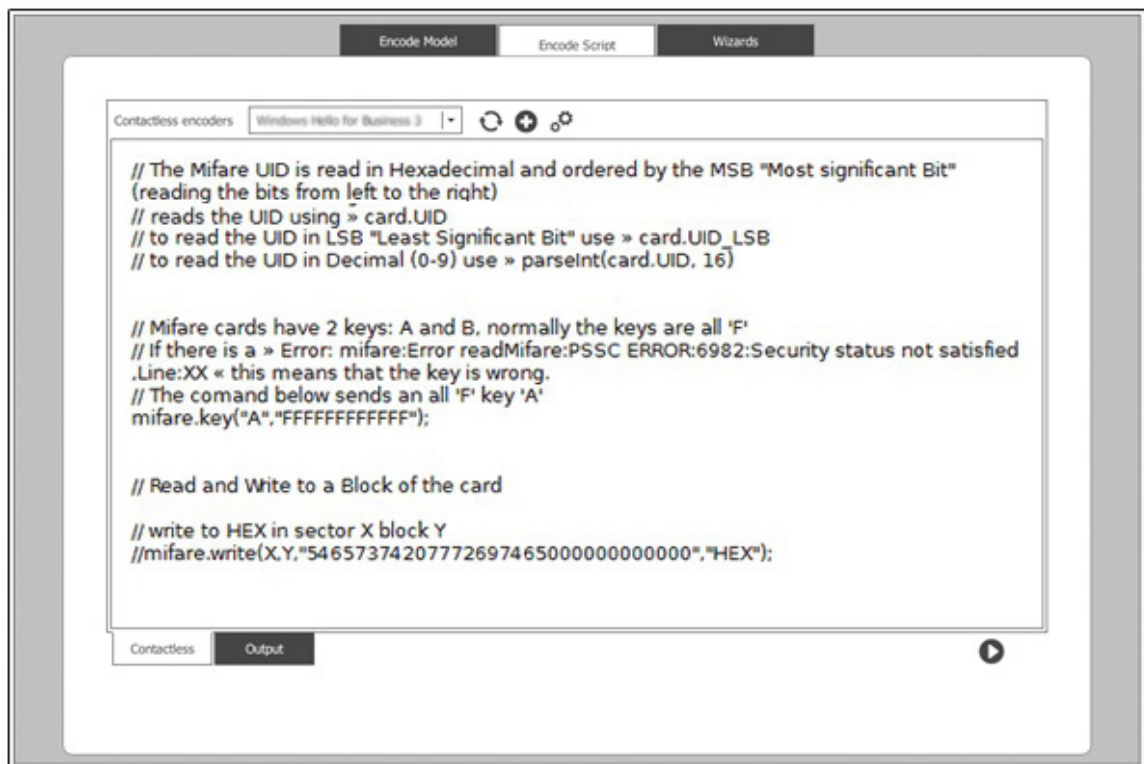 Encode Model Encode Script Wizards
Contactless encoders Windows Hello for Business 3
// The Mifare UID is read in Hexadecimal and ordered by the MSB "Most significant Bit"
(reading the bits from left to the right)
// reads the UID using » card.UID
// to read the UID in LSB "Least Significant Bit" use » card.UID_LSB
// to read the UID in Decimal (0-9) use » parseInt(card.UID, 16)
// Mifare cards have 2 keys: A and B, normally the keys are all 'F'
// If there is a » Error: mifare:Error readMifare:PSSC ERROR:6982:Security status not satisfied
,Line:XX « this means that the key is wrong.
// The comand below sends an all 'F' key 'A'
mifare.key("A","FFFFFFFFFFFF");
// Read and Write to a Block of the card
// write to HEX in sector X block Y
//mifare.write(X,Y,"54657374207772697465000000000000","HEX");
Contactless Output